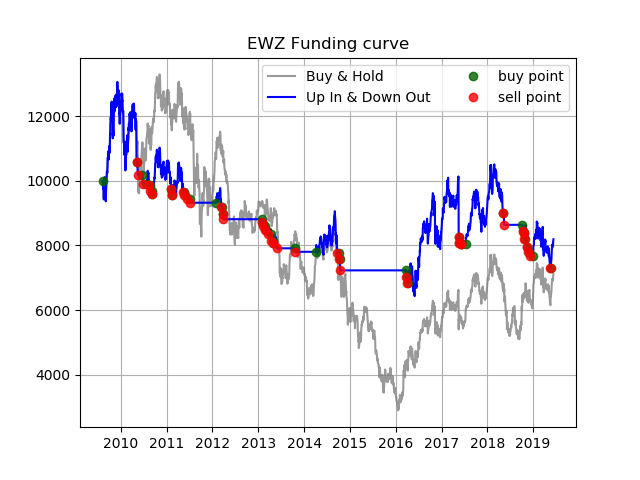 EWZ Funding curve
Buy & Hold
Up In & Down Out
buy point
sell point
12000
10000
8000
6000
4000
2010 2011 2012 2013 2014 2015 2016 2017 2018 2019